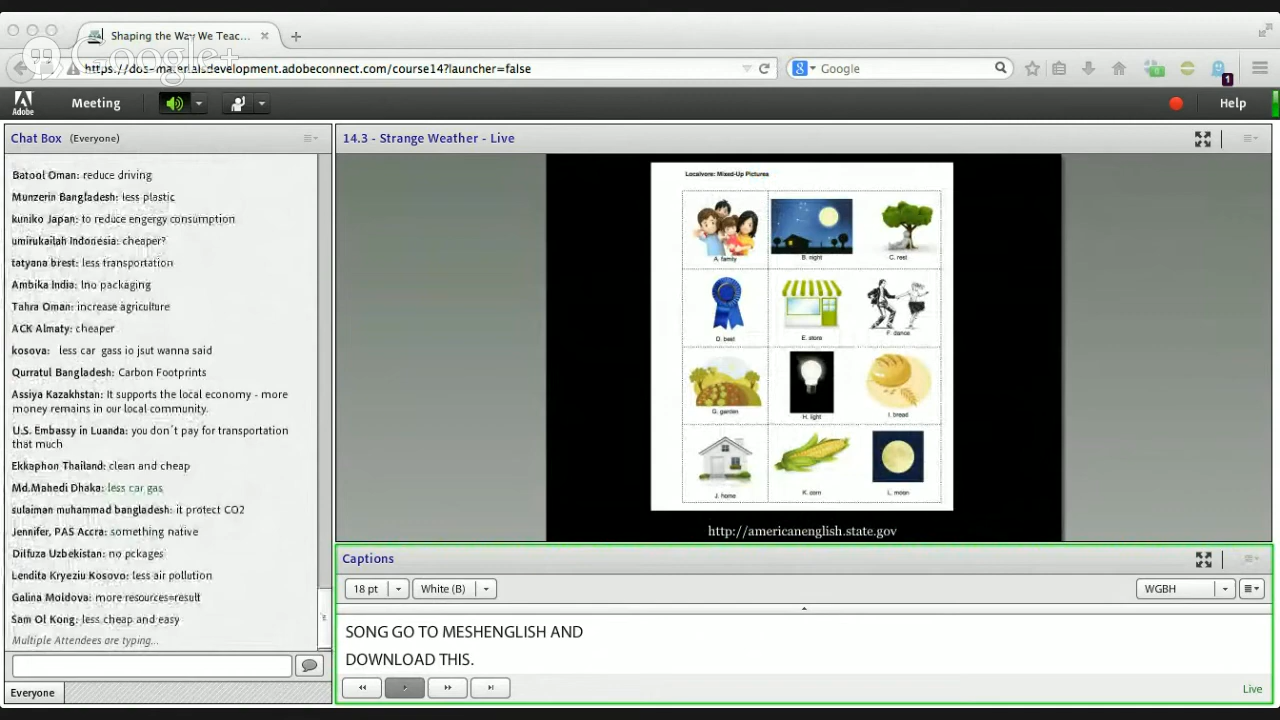 Shaping the Way We Teac...
Google+
https://dos-materialsdevelopment.adobeconnect.com/course14?launcher=false
Google
1
Adobe
Meeting
Help
Chat Box (Everyone)
Batool Oman: reduce driving
Munzerin Bangladesh: less plastic
kuniko Japan: to reduce engergy consumption
umirukailah Indonesia: cheaper?
tatyana brest: less transportation
Ambika India: !no packaging
Tahra Oman: increase agriculture
ACK Almaty: cheaper
kosova: less car gass io jsut wanna said
Qurratul Bangladesh: Carbon Footprints
Assiya Kazakhstan: It supports the local economy - more
money remains in our local community.
U.S. Embassy in Luanda: you don't pay for transportation
that much
Ekkaphon Thailand: clean and cheap
Md.Mahedi Dhaka: less car gas
sulaiman muhammad bangladesh: it protect CO2
Jennifer, PAS Accra: something native
Dilfuza Uzbekistan: no pckages
Lendita Kryeziu Kosovo: less air pollution
Galina Moldova: more resources=result
Sam Ol Kong: less cheap and easy
Multiple Attendees are typing...
Everyone
14.3 - Strange Weather - Live
Localvore: Mixed-Up Pictures
A. family
B. night
C. rest
D. best
E. store
F. dance
G. garden
H. light
I. bread
J. home
K. corn
L. moon
http://americanenglish.state.gov
Captions
18 pt
White (B)
WGBH
SONG GO TO MESHENGLISH AND
DOWNLOAD THIS.
Live